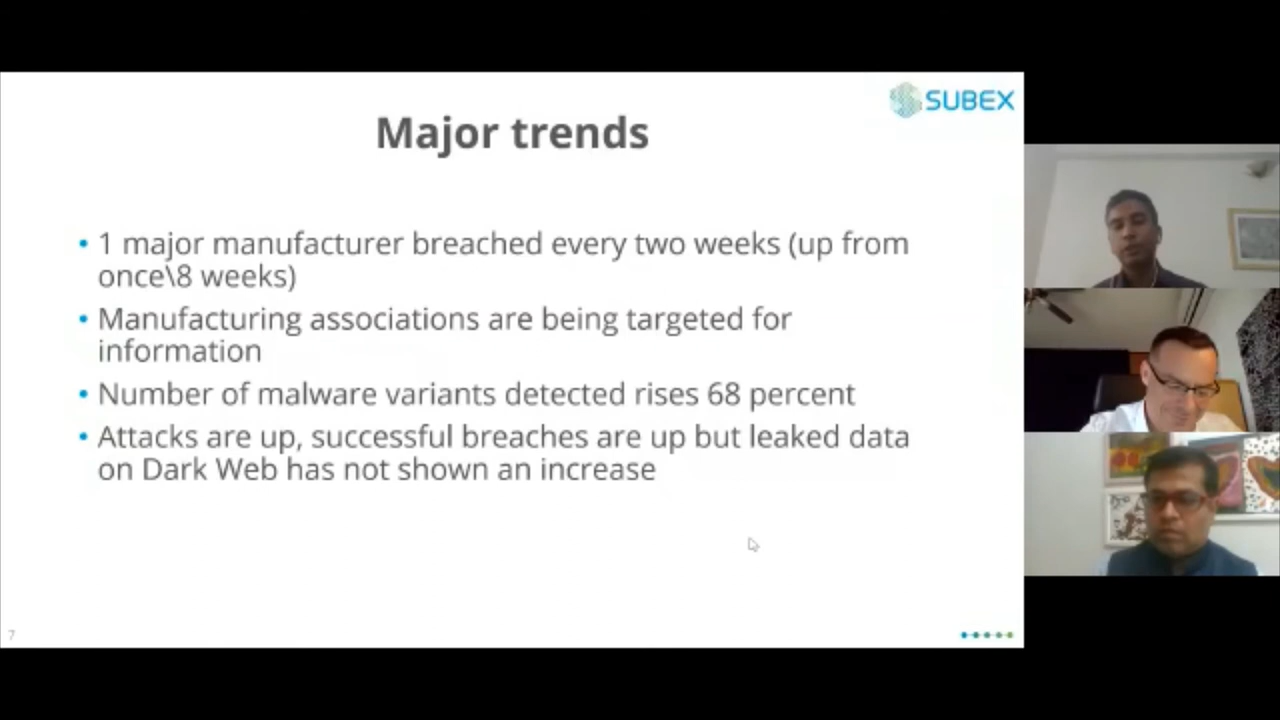 SUBEX
Major trends
• 1 major manufacturer breached every two weeks (up from
once\8 weeks)
• Manufacturing associations are being targeted for
information
• Number of malware variants detected rises 68 percent
• Attacks are up, successful breaches are up but leaked data
on Dark Web has not shown an increase
7